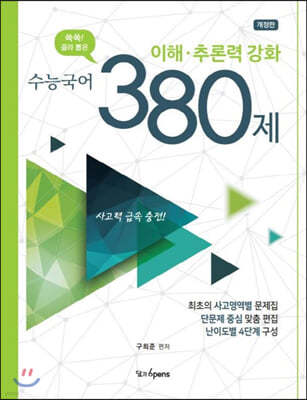 개정판
쏙쏙!
골라 뽑은
이해·추론력 강화
수능국어
380제
사고력 급속 충전!
최초의 사고영역별 문제집
단문제 중심 맞춤 편집
난이도별 4단계 구성
구희준 편저
6pens